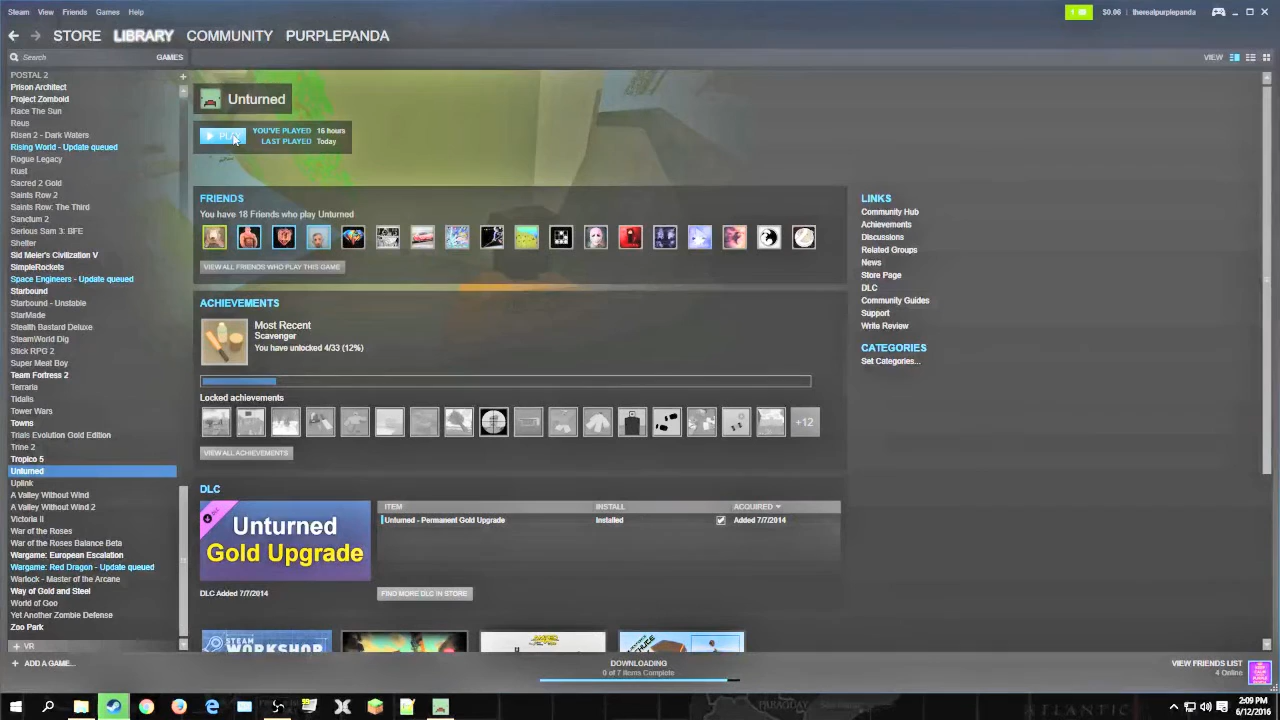 Steam View Friends Games Help
1 $0.06 therealpurplepanda
STORE LIBRARY COMMUNITY PURPLEPANDA
Search GAMES VIEW
POSTAL 2
Prison Architect
Project Zomboid
Race The Sun
Reus
Risen 2 - Dark Waters
Rising World - Update queued
Rogue Legacy
Rust
Sacred 2 Gold
Saints Row 2
Saints Row: The Third
Sanctum 2
Serious Sam 3: BFE
Shelter
Sid Meier's Civilization V
SimpleRockets
Space Engineers - Update queued
Starbound
Starbound - Unstable
StarMade
Stealth Bastard Deluxe
SteamWorld Dig
Stick RPG 2
Super Meat Boy
Team Fortress 2
Terraria
Tidalis
Tower Wars
Towns
Trials Evolution Gold Edition
Trine 2
Tropico 5
Unturned
Uplink
A Valley Without Wind
A Valley Without Wind 2
Victoria II
War of the Roses
War of the Roses Balance Beta
Wargame: European Escalation
Wargame: Red Dragon - Update queued
Warlock - Master of the Arcane
Way of Gold and Steel
World of Goo
Yet Another Zombie Defense
Zoo Park
+ VR
+ ADD A GAME...
Unturned
PLAY
YOU'VE PLAYED 16 hours
LAST PLAYED Today
FRIENDS
You have 18 Friends who play Unturned
VIEW ALL FRIENDS WHO PLAY THIS GAME
ACHIEVEMENTS
Most Recent
Scavenger
You have unlocked 4/33 (12%)
Locked achievements
+12
VIEW ALL ACHIEVEMENTS
DLC
Unturned
Gold Upgrade
DLC Added 7/7/2014
ITEM INSTALL ACQUIRED
Unturned - Permanent Gold Upgrade Installed Added 7/7/2014
FIND MORE DLC IN STORE
STEAM
WORKSHOP
LINKS
Community Hub
Achievements
Discussions
Related Groups
News
Store Page
DLC
Community Guides
Support
Write Review
CATEGORIES
Set Categories...
DOWNLOADING
0 of 7 Items Complete
VIEW FRIENDS LIST
4 Online
PARAGUAY
ARGENTINA
2:09 PM
6/12/2016